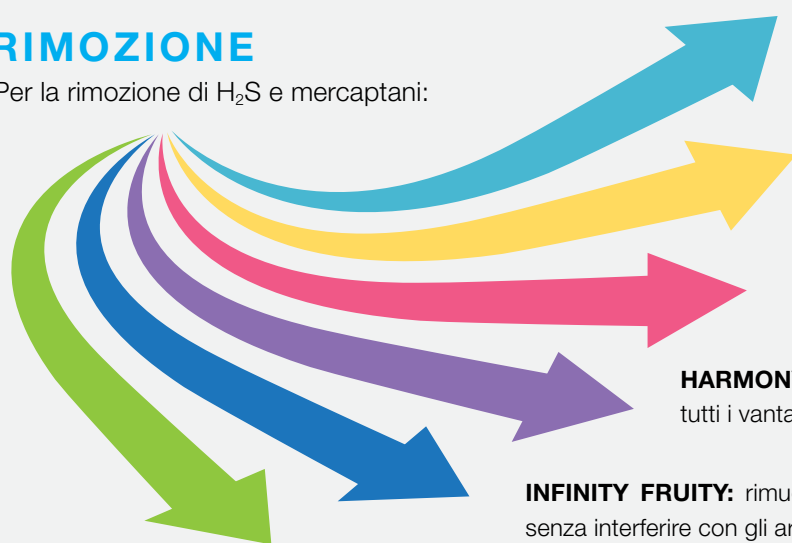 RIMOZIONE
Per la rimozione di H₂S e mercaptani:
HARMON
tutti i vanta
INFINITY FRUITY: rimu
senza interferire con gli ar